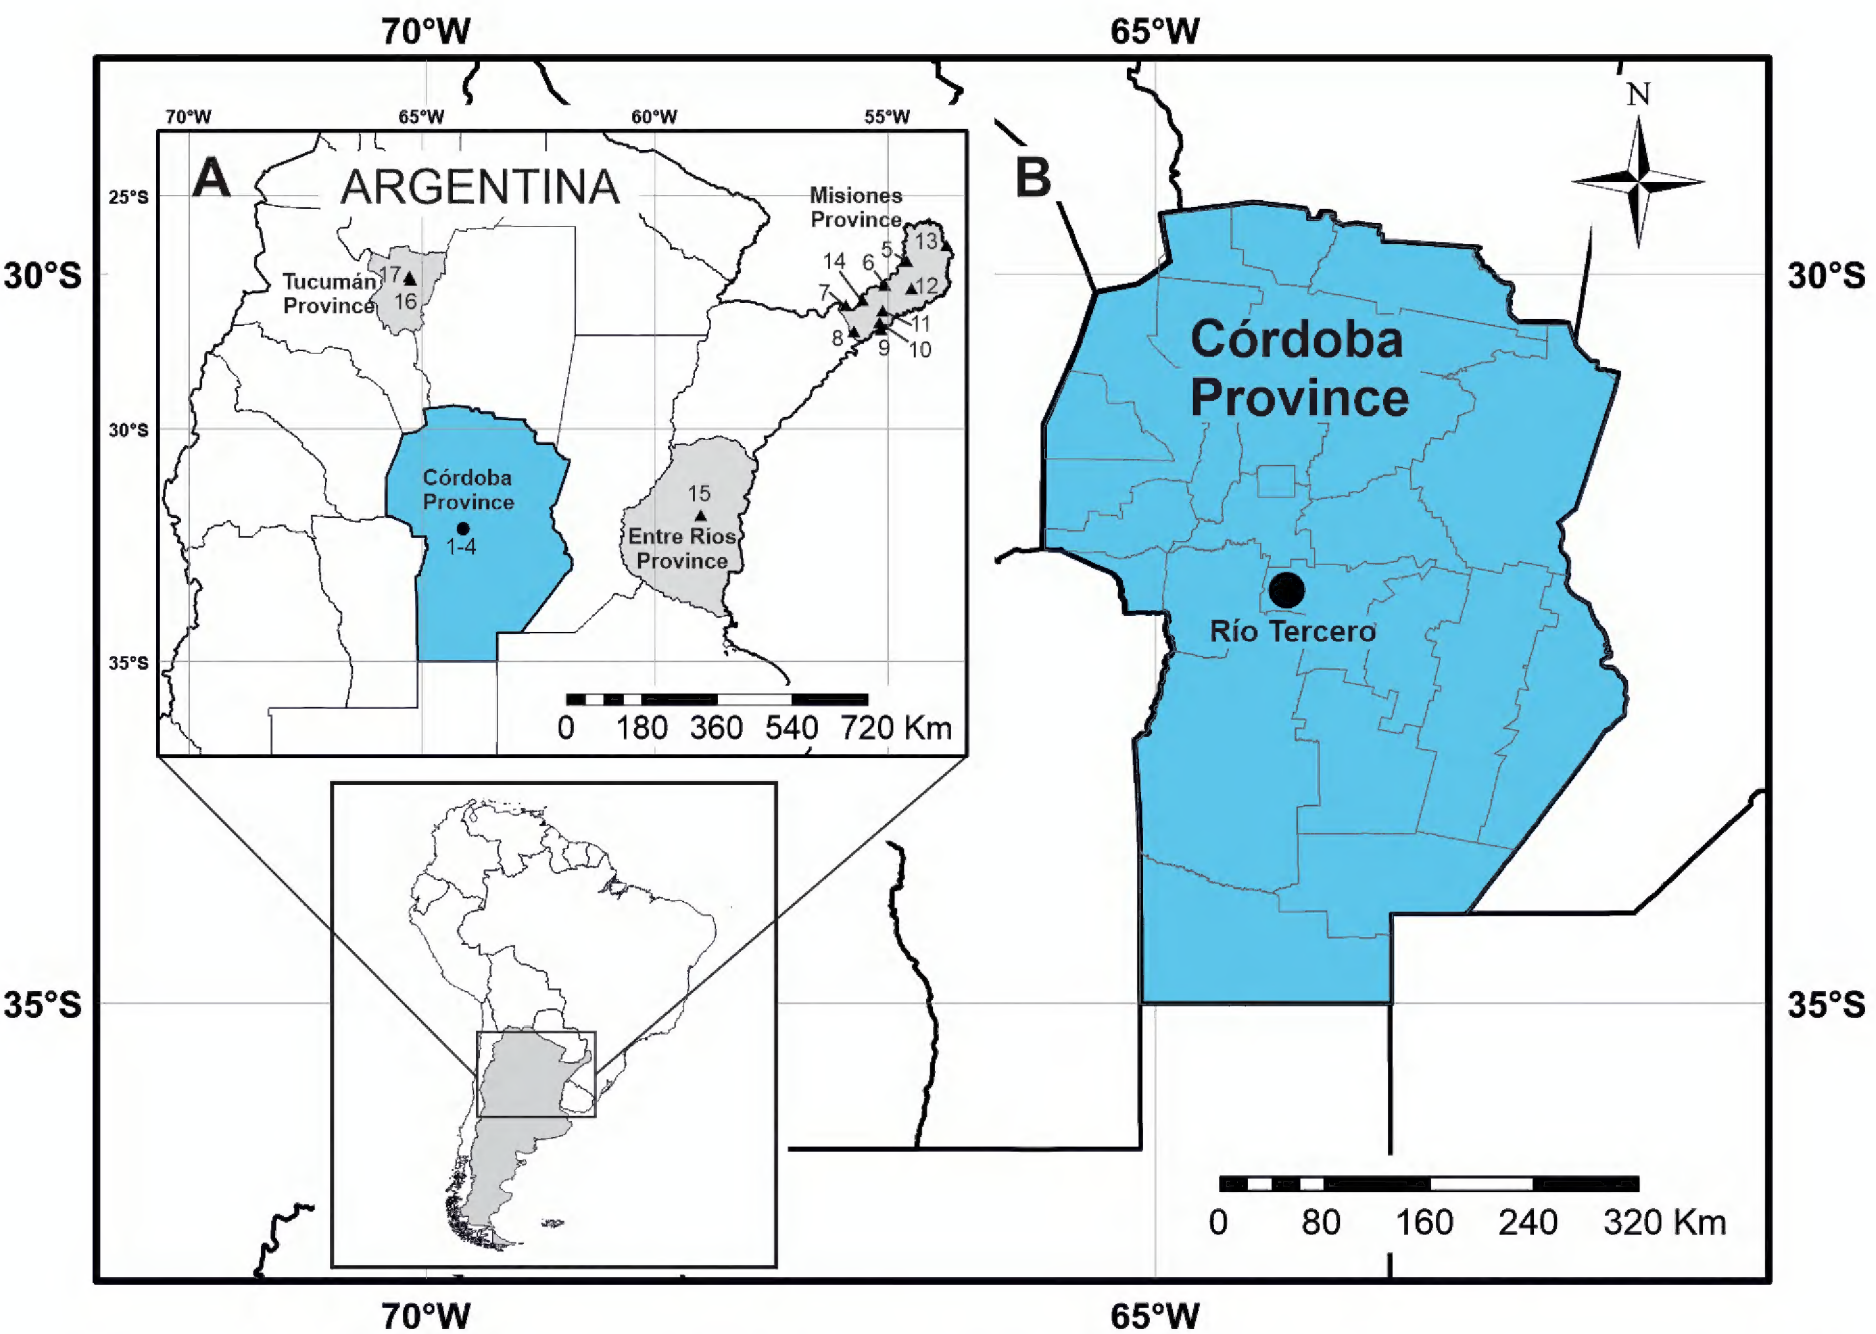 70°W
65°W
70°W
65°W
60°W
55°W
N
A
ARGENTINA
B
Misiones
Province
25°S
30°S
30°S
13
5
14
6
12
7
11
8
9
10
Tucumán
Province
17
16
Córdoba
Province
30°S
Córdoba
Province
1-4
15
Entre Rios
Province
Río Tercero
35°S
0 180 360 540 720 Km
35°S
35°S
0 80 160 240 320 Km
70°W
65°W